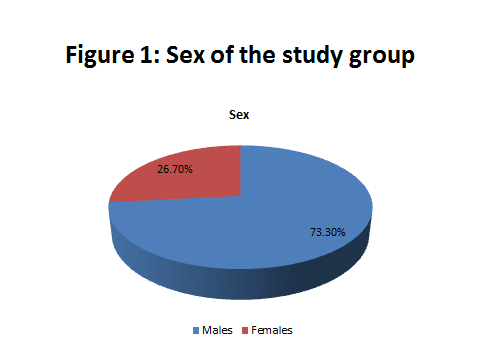 Figure 1: Sex of the study group
Sex
26.70%
73.30%
Males Females